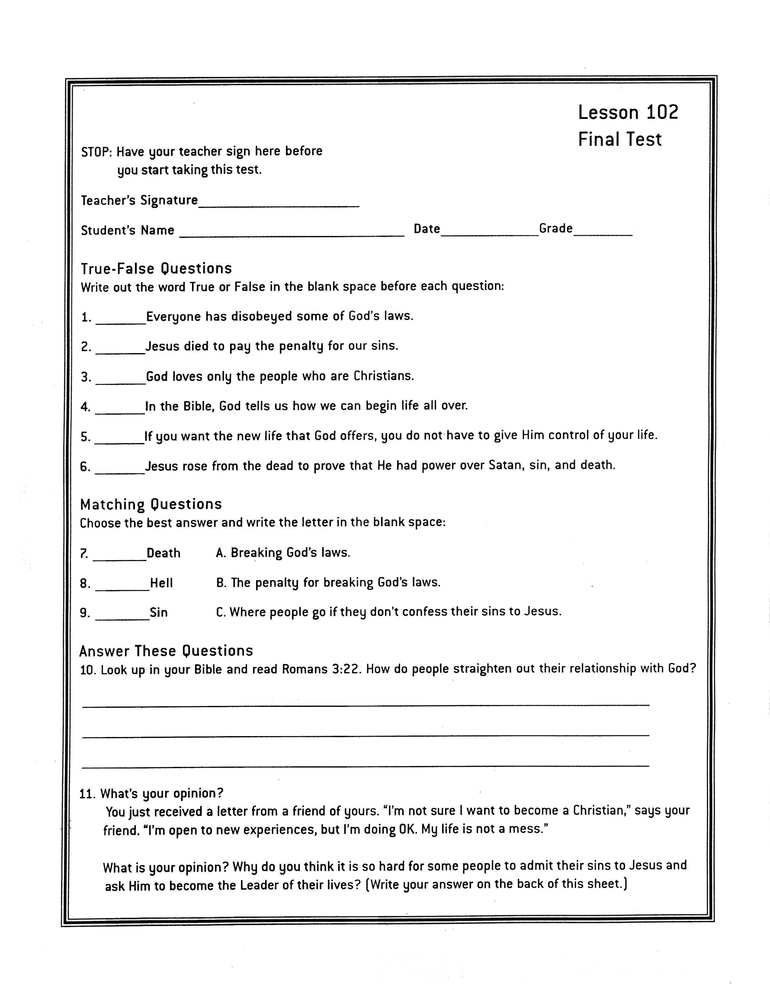 Lesson 102
Final Test
STOP: Have your teacher sign here before
you start taking this test.
Teacher's Signature____________________
Student's Name ____________________ Date__________Grade______
True-False Questions
Write out the word True or False in the blank space before each question:
1. ______Everyone has disobeyed some of God's laws.
2. ______Jesus died to pay the penalty for our sins.
3. ______God loves only the people who are Christians.
4. ______In the Bible, God tells us how we can begin life all over.
5. ______If you want the new life that God offers, you do not have to give Him control of your life.
6. ______Jesus rose from the dead to prove that He had power over Satan, sin, and death.
Matching Questions
Choose the best answer and write the letter in the blank space:
7. ______Death A. Breaking God's laws.
8. ______Hell B. The penalty for breaking God's laws.
9. ______Sin C. Where people go if they don't confess their sins to Jesus.
Answer These Questions
10. Look up in your Bible and read Romans 3:22. How do people straighten out their relationship with God?
11. What's your opinion?
You just received a letter from a friend of yours. “I'm not sure I want to become a Christian,” says your
friend. “I'm open to new experiences, but I'm doing OK. My life is not a mess.”
What is your opinion? Why do you think it is so hard for some people to admit their sins to Jesus and
ask Him to become the Leader of their lives? (Write your answer on the back of this sheet.)